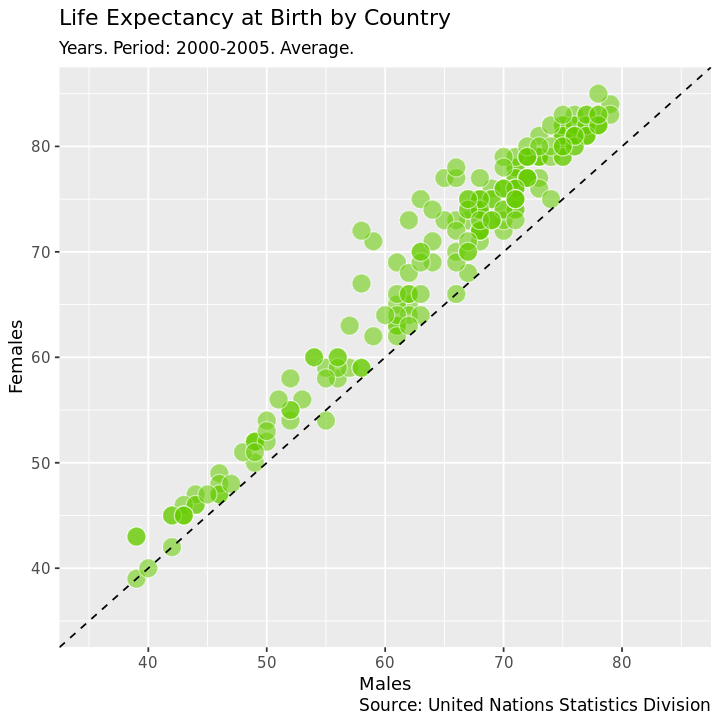 Life Expectancy at Birth by Country
Years. Period: 2000-2005. Average.
Females
80
70
60
50
40
40 50 60 70 80
Males
Source: United Nations Statistics Division